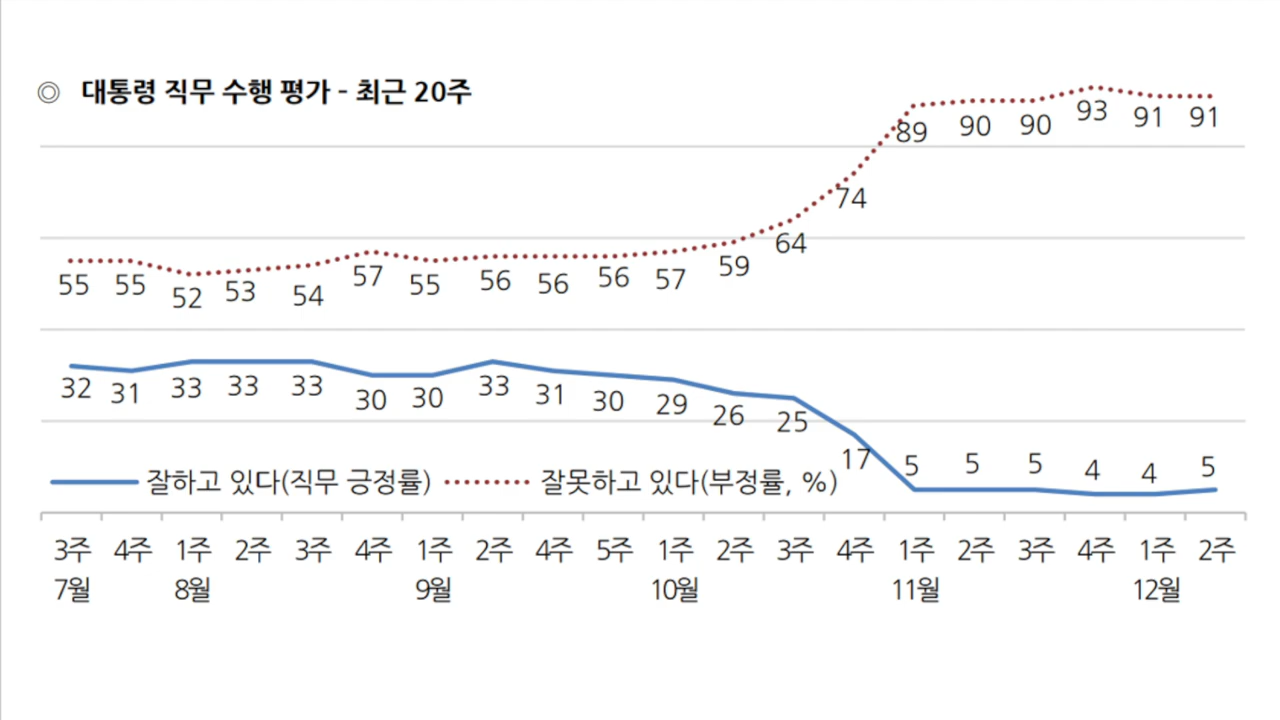 ◎ 대통령 직무 수행 평가 - 최근 20주
89 90 90 93 91 91
74
64
55 55 52 53 54 57 55 56 56 56 57 59
32 31 33 33 33 30 30 33 31 30 29 26 25
17 5 5 5 4 4 5
잘하고 있다(직무 긍정률) 잘못하고 있다(부정률, %)
3주 4주 1주 2주 3주 4주 1주 2주 4주 5주 1주 2주 3주 4주 1주 2주 3주 4주 1주 2주
7월 8월 9월 10월 11월 12월